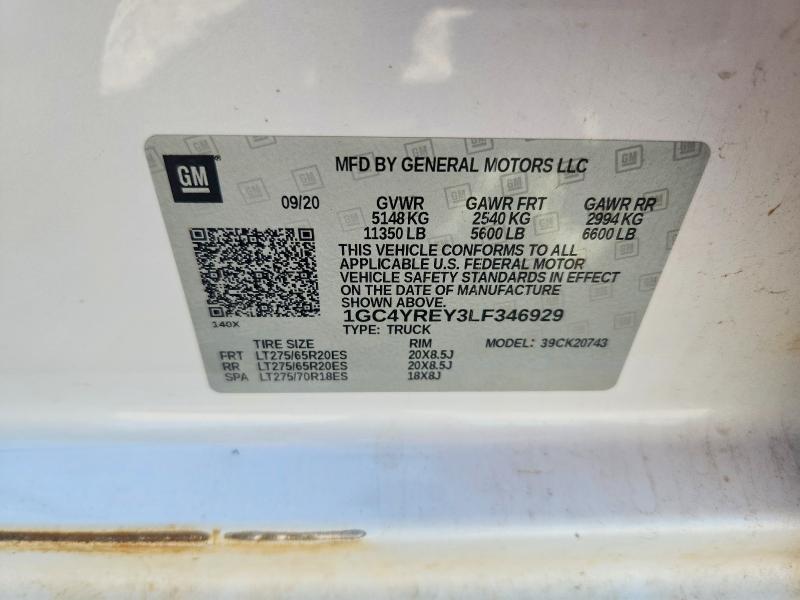 GM
MFD BY GENERAL MOTORS LLC
09/20 GVWR GAWR FRT GAWR RR
5148 KG 2540 KG 2994 KG
11350 LB 5600 LB 6600 LB
THIS VEHICLE CONFORMS TO ALL
APPLICABLE U.S. FEDERAL MOTOR
VEHICLE SAFETY STANDARDS IN EFFECT
ON THE DATE OF MANUFACTURE
SHOWN ABOVE.
1GC4YREY3LF346929
140X
TYPE: TRUCK
TIRE SIZE RIM MODEL: 39CK20743
FRT LT275/65R20ES 20X8.5J
RR LT275/65R20ES 20X8.5J
SPA LT275/70R18ES 18X8J